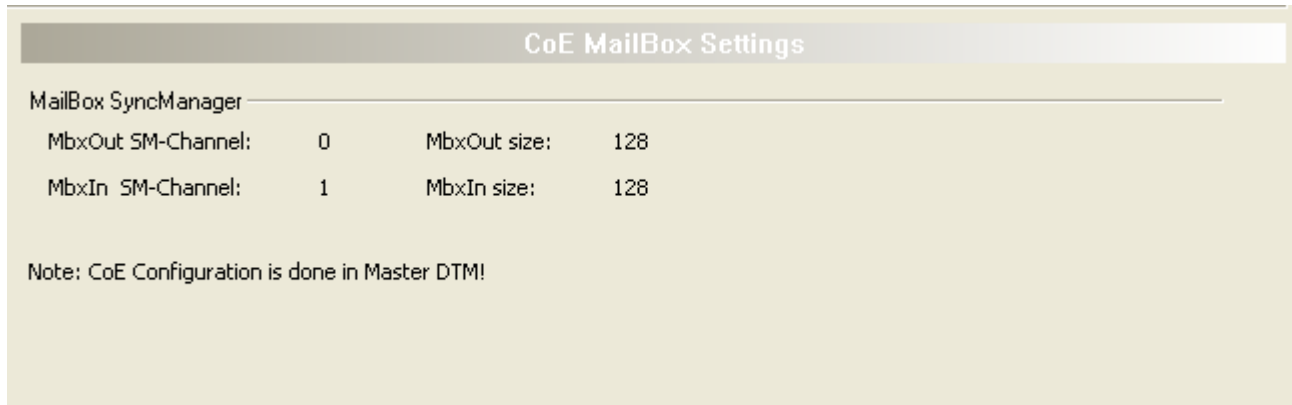 CoE MailBox Settings
MailBox SyncManager
MbxOut SM-Channel: 0 MbxOut size: 128
MbxIn SM-Channel: 1 MbxIn size: 128
Note: CoE Configuration is done in Master DTM!